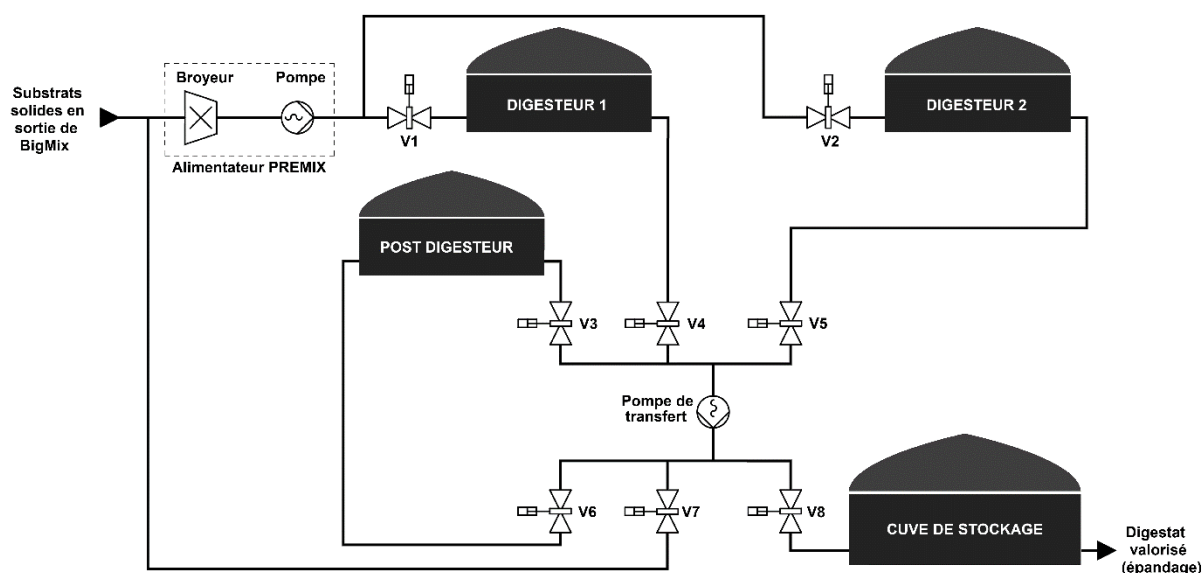 Substrats
solides en
sortie de
BigMix
Broyeur
Pompe
Alimentateur PREMIX
V1
DIGESTEUR 1
V2
DIGESTEUR 2
POST DIGESTEUR
V3
V4
V5
Pompe de
transfert
V6
V7
V8
CUVE DE STOCKAGE
Digestat
valorisé
(épandage)